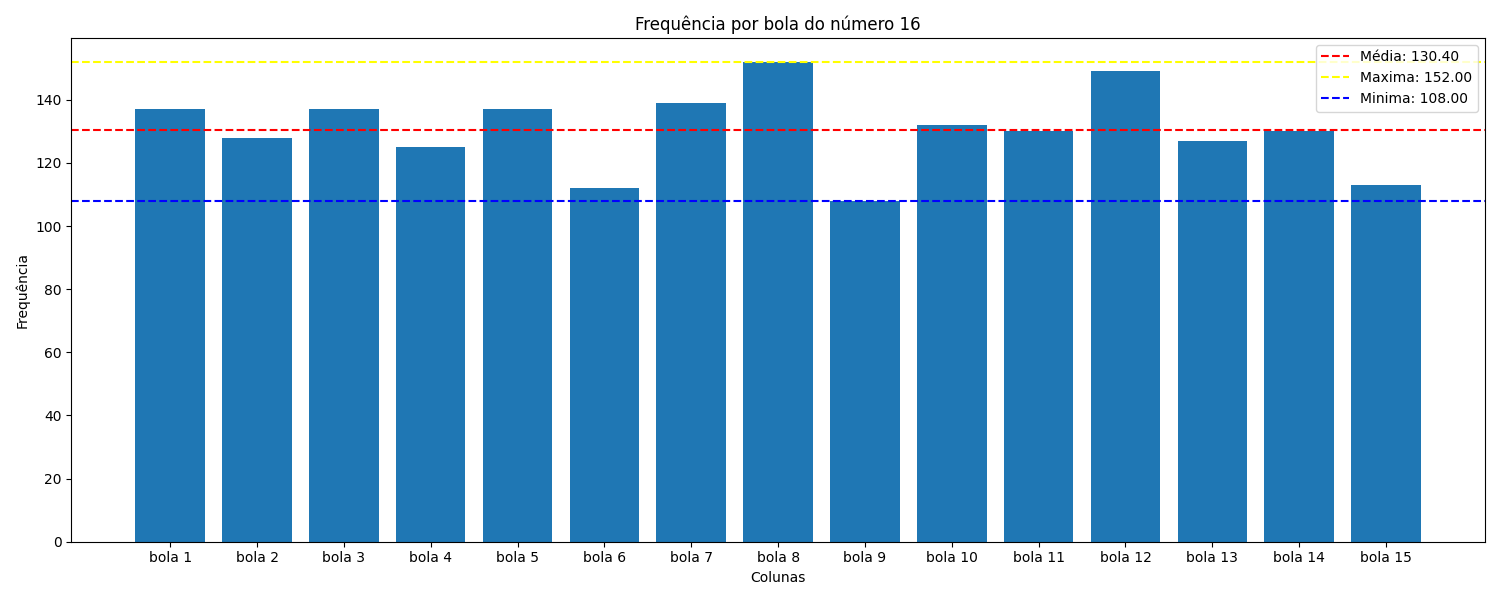 Frequência por bola do número 16
Média: 130.40
Maxima: 152.00
Minima: 108.00
Frequência
140
120
100
80
60
40
20
0
bola 1 bola 2 bola 3 bola 4 bola 5 bola 6 bola 7 bola 8 bola 9 bola 10 bola 11 bola 12 bola 13 bola 14 bola 15
Colunas